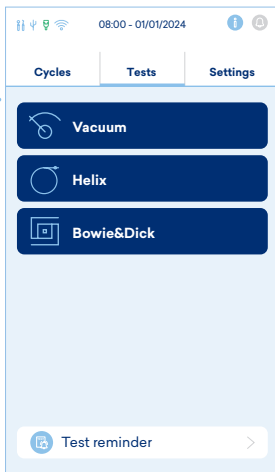 08:00 - 01/01/2024
Cycles Tests Settings
Vacuum
Helix
Bowie&Dick
Test reminder